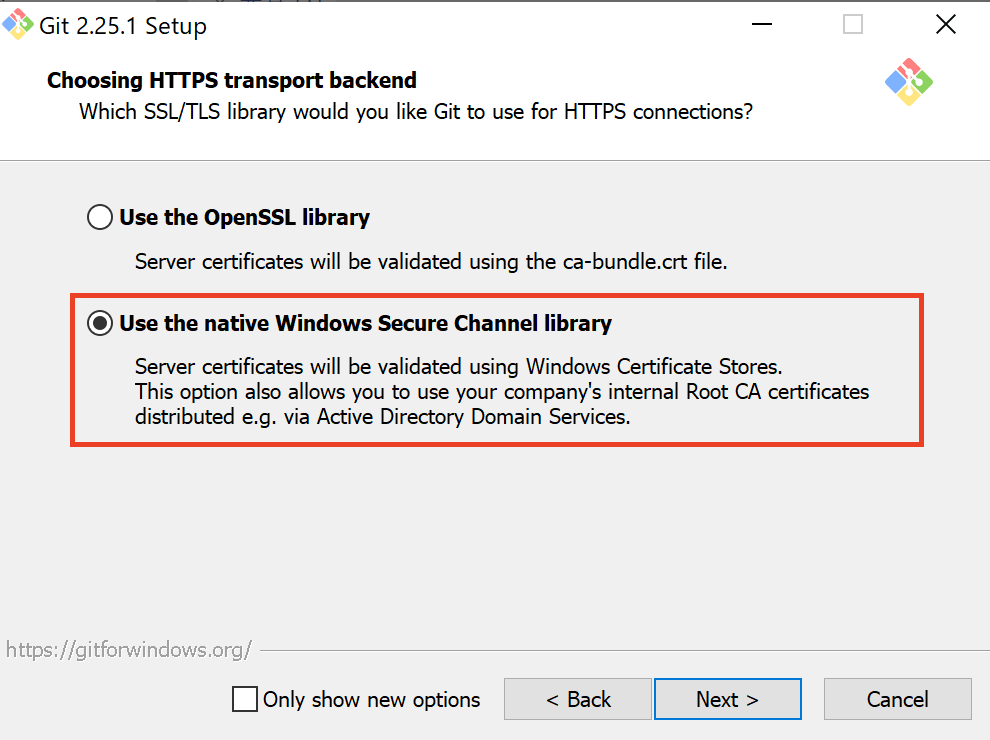 Git 2.25.1 Setup
Choosing HTTPS transport backend
Which SSL/TLS library would you like Git to use for HTTPS connections?
Use the OpenSSL library
Server certificates will be validated using the ca-bundle.crt file.
Use the native Windows Secure Channel library
Server certificates will be validated using Windows Certificate Stores.
This option also allows you to use your company's internal Root CA certificates
distributed e.g. via Active Directory Domain Services.
https://gitforwindows.org/
Only show new options
< Back
Next >
Cancel